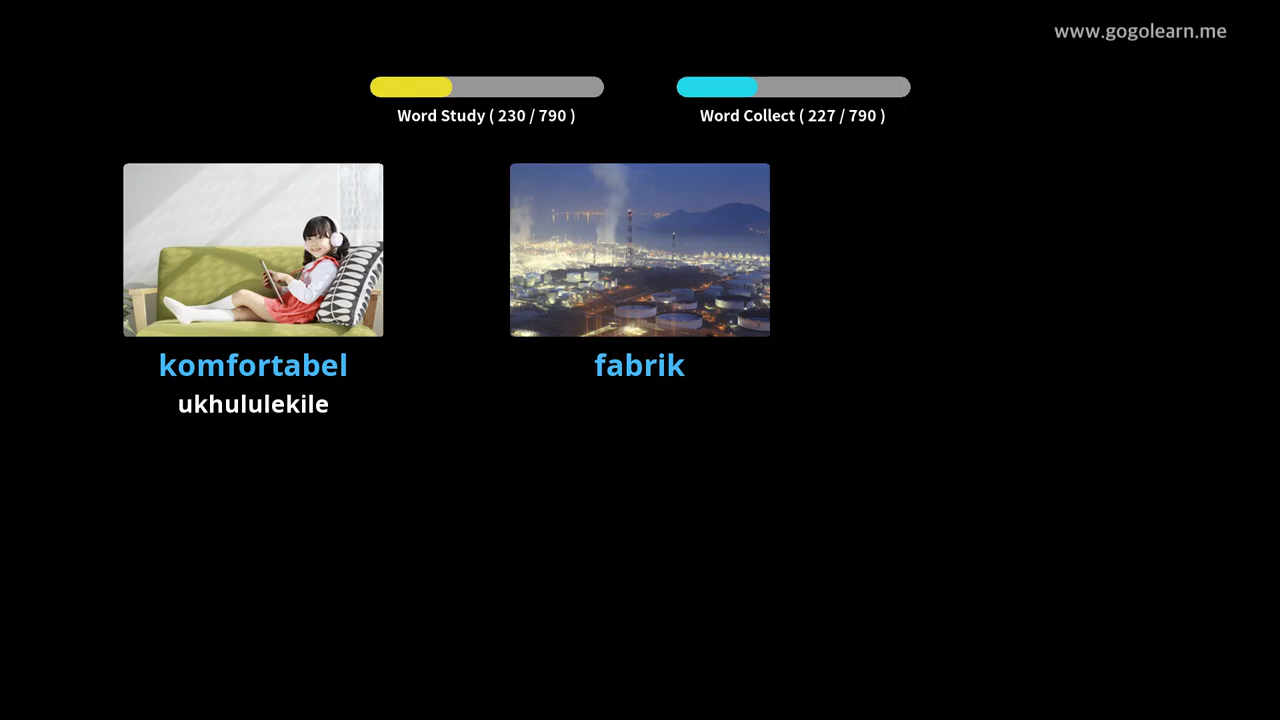 www.gogolearn.me
Word Study ( 230 / 790 )
Word Collect ( 227 / 790 )
komfortabel
fabrik
ukhululekile